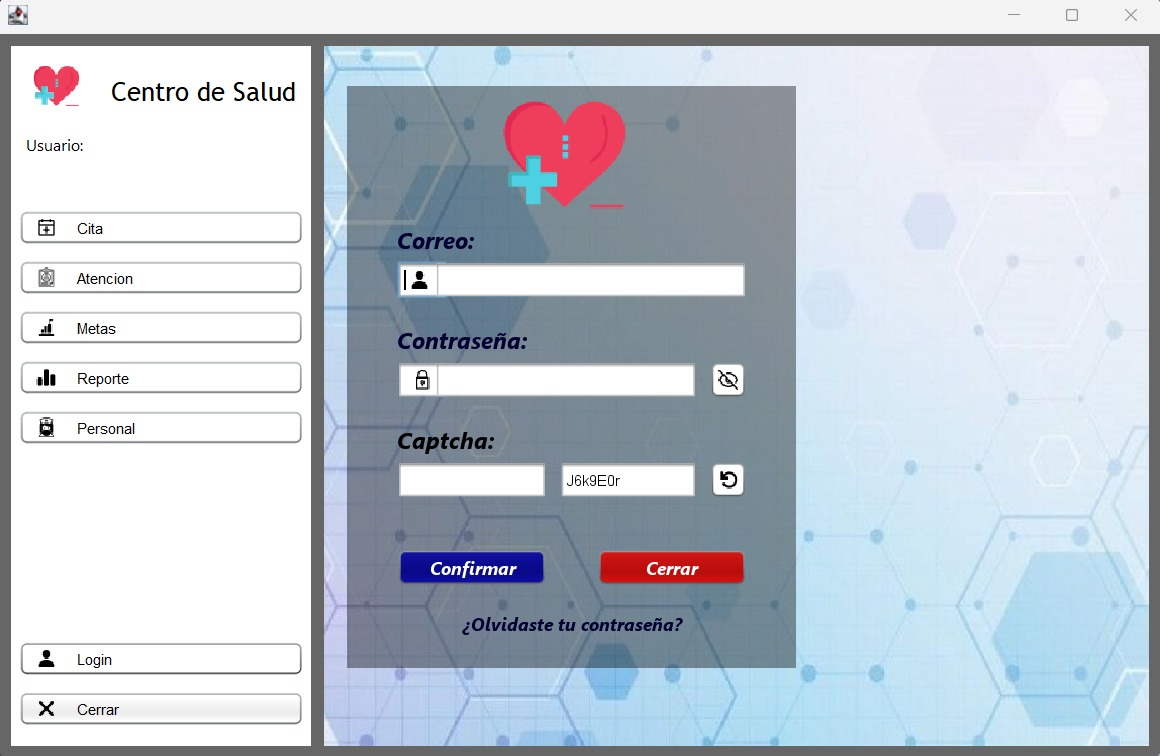 Centro de Salud
Usuario:
Cita
Atencion
Metas
Reporte
Personal
Login
Cerrar
Correo:
Contraseña:
Captcha:
J6k9E0r
Confirmar
Cerrar
¿Olvidaste tu contraseña?